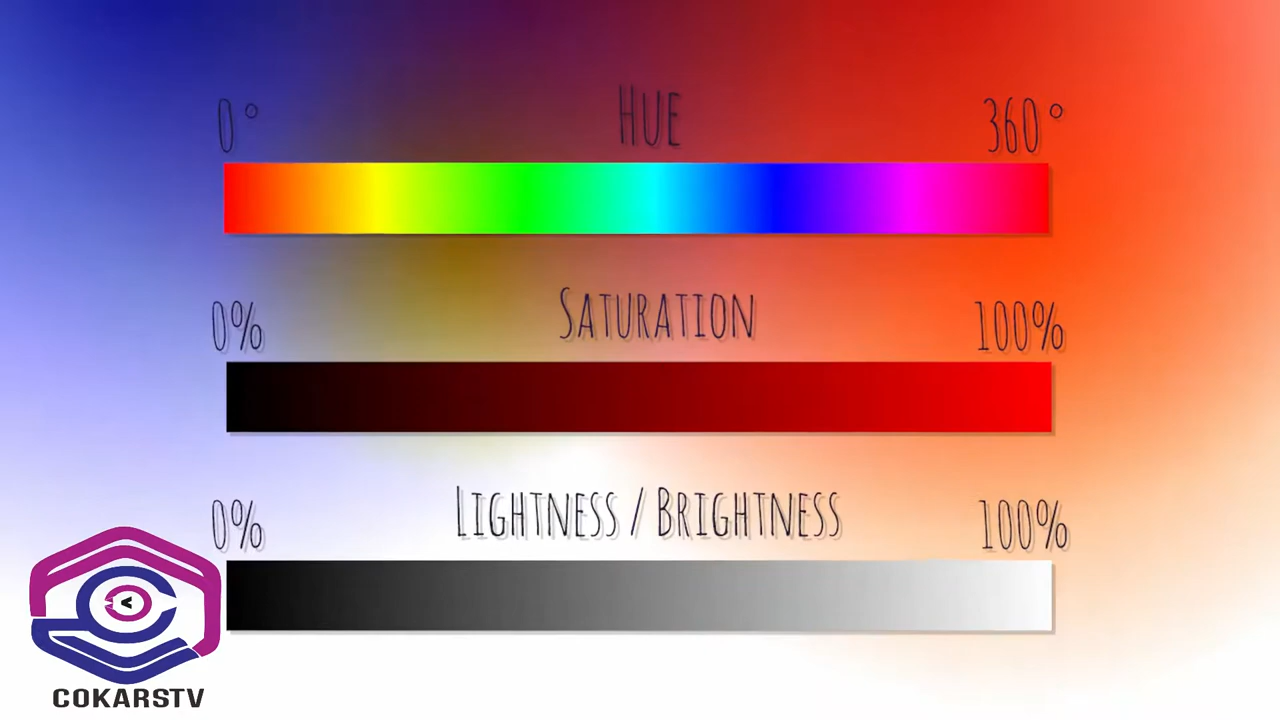 0° HUE 360°
0% SATURATION 100%
0% LIGHTNESS / BRIGHTNESS 100%
COKARSTV